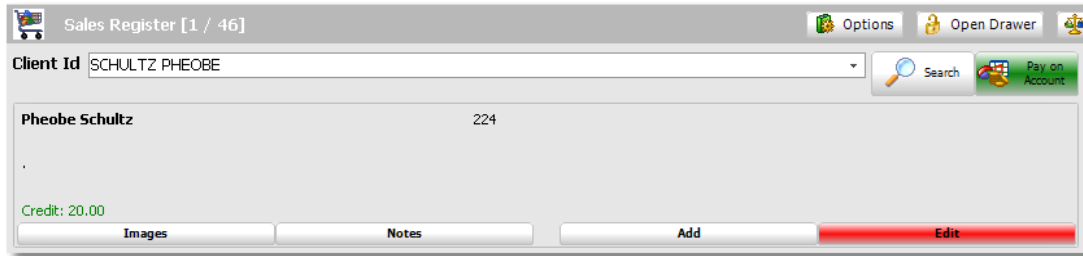 Sales Register [1 / 46]
Options
Open Drawer
Client Id
SCHULTZ PHEOBE
Search
Pay on
Account
Pheobe Schultz
224
.
Credit: 20.00
Images
Notes
Add
Edit